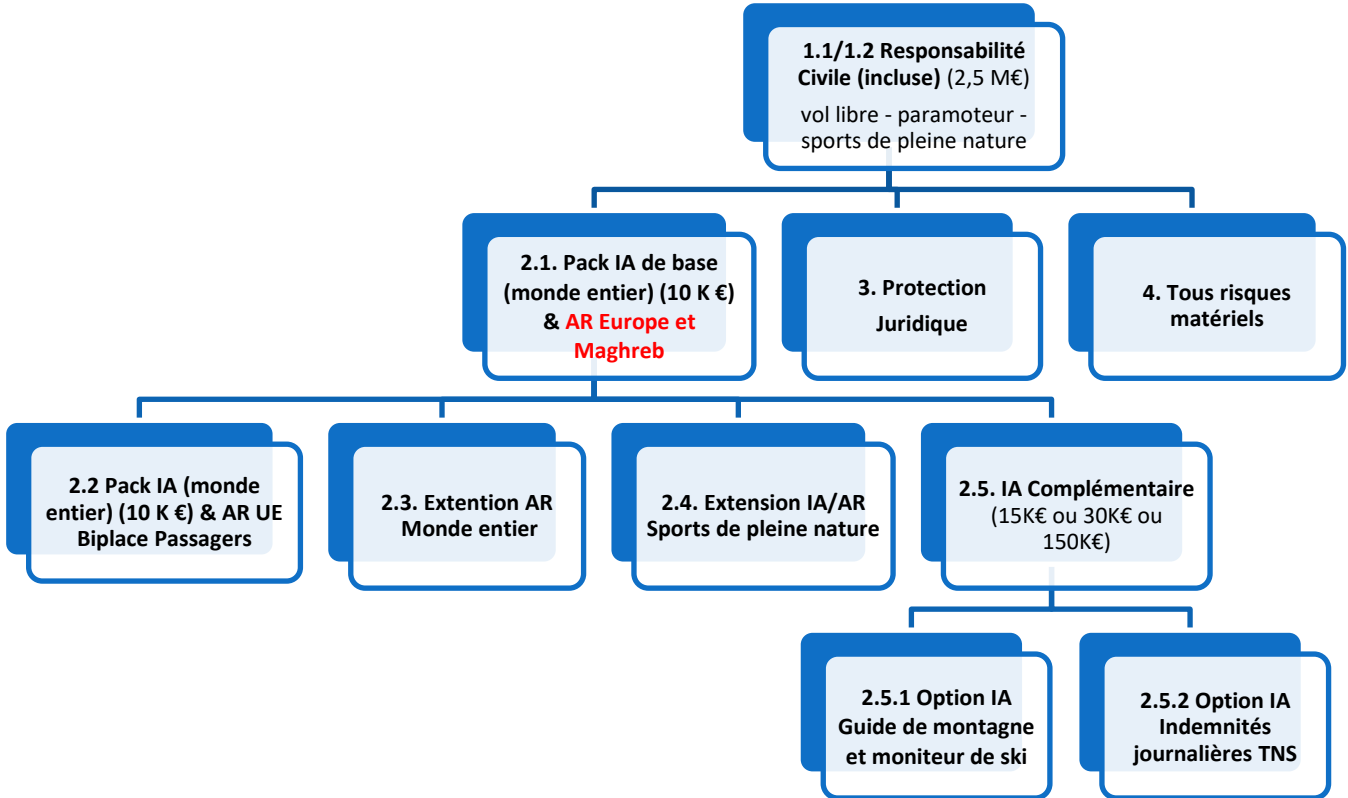 1.1/1.2 Responsabilité
Civile (incluse) (2,5 M€)
vol libre - paramoteur -
sports de pleine nature
2.1. Pack IA de base
(monde entier) (10 K €)
& AR Europe et
Maghreb
3. Protection
Juridique
4. Tous risques
matériels
2.2 Pack IA (monde
entier) (10 K €) & AR UE
Biplace Passagers
2.3. Extention AR
Monde entier
2.4. Extension IA/AR
Sports de pleine nature
2.5. IA Complémentaire
(15K€ ou 30K€ ou
150K€)
2.5.1 Option IA
Guide de montagne
et moniteur de ski
2.5.2 Option IA
Indemnités
journalières TNS